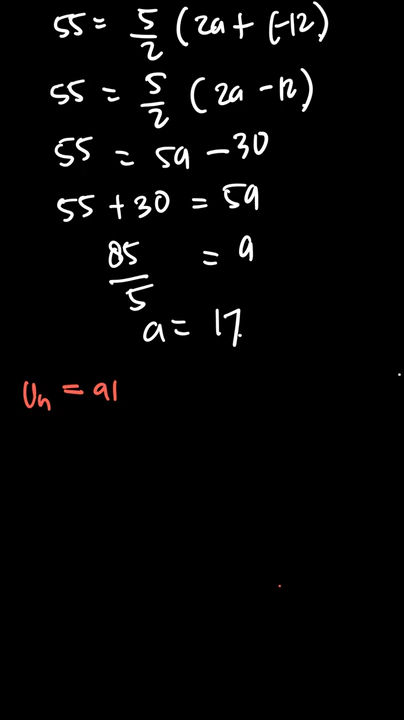 55 = 5/2 (2a + (-12)
55 = 5/2 (2a - 12)
55 = 5a - 30
55 + 30 = 5a
85/5 = a
a = 17
Un = a1